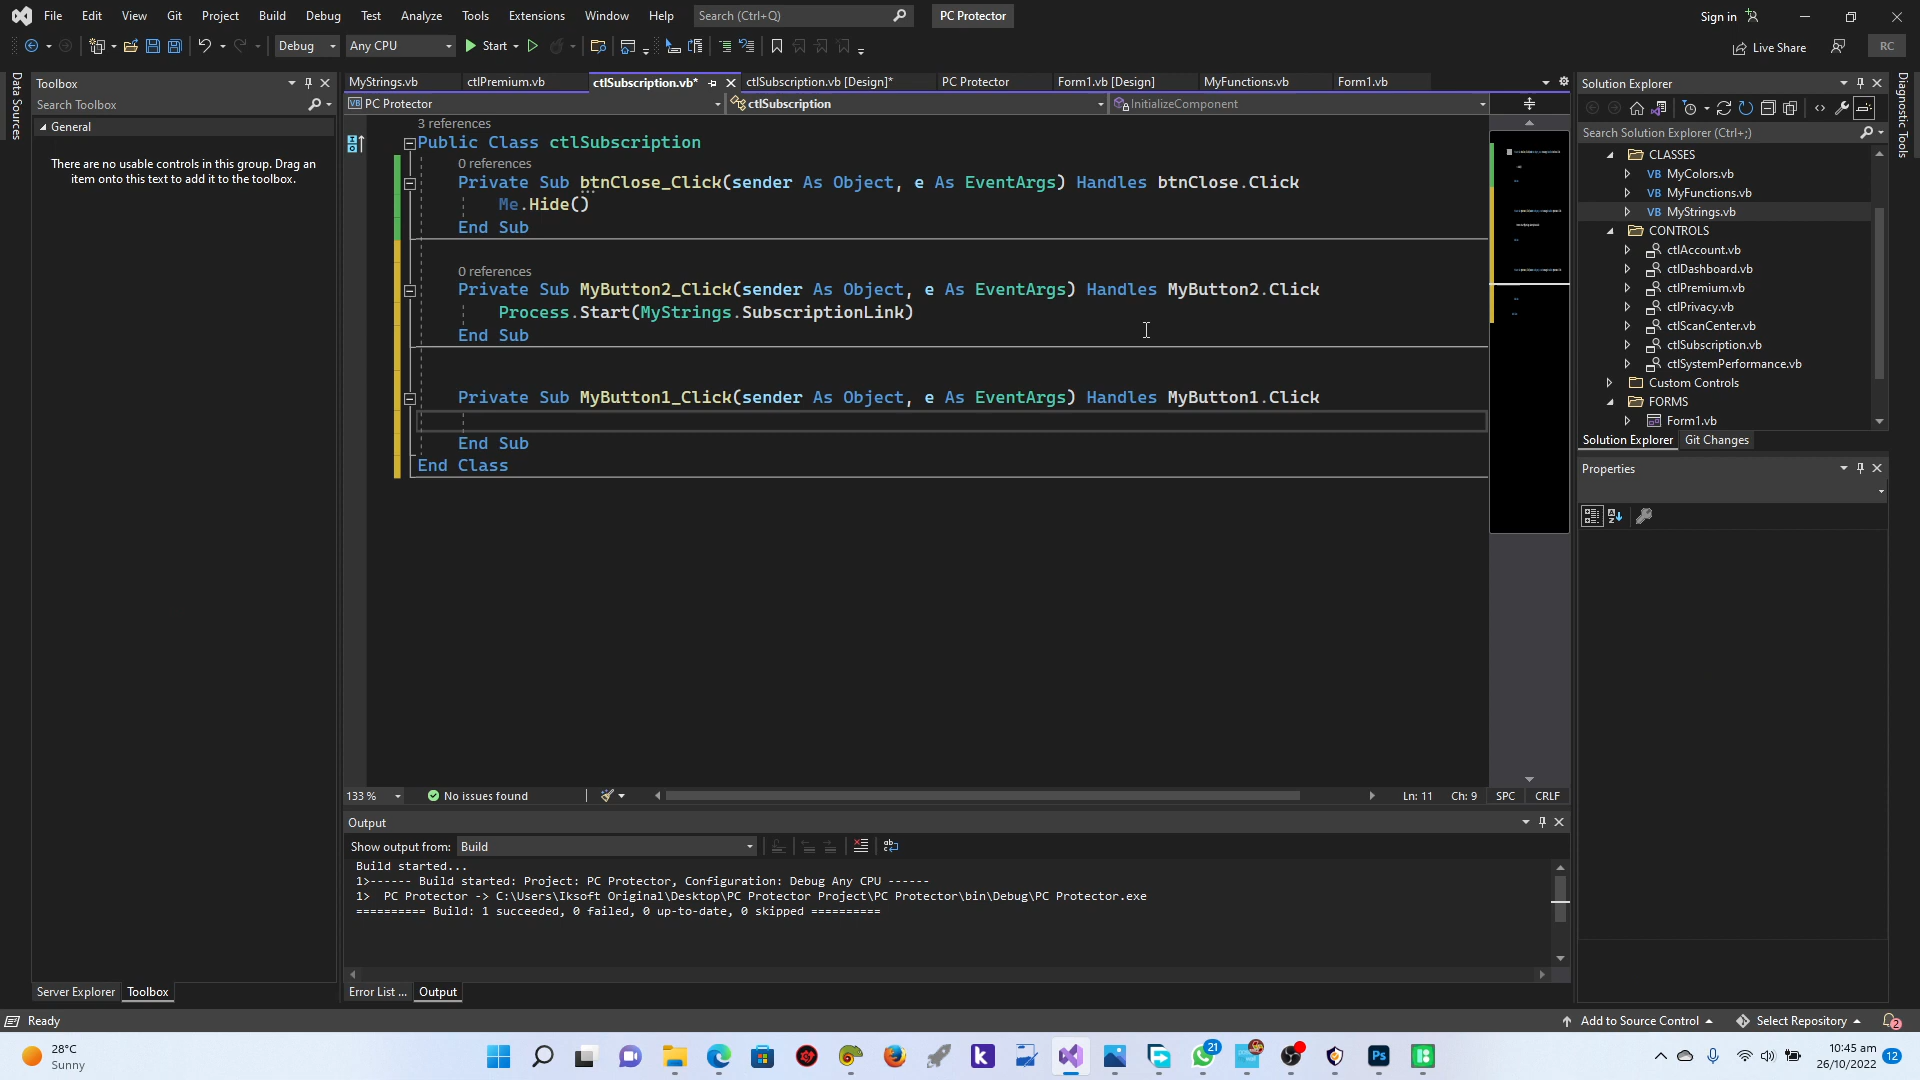 File Edit View Git Project Build Debug Test Analyze Tools Extensions Window Help Search (Ctrl+Q) PC Protector Sign in
Debug Any CPU Start Live Share RC
Data Sources
Toolbox
Search Toolbox
General
There are no usable controls in this group. Drag an
item onto this text to add it to the toolbox.
Server Explorer Toolbox
MyStrings.vb ctlPremium.vb ctlSubscription.vb* ctlSubscription.vb [Design]* PC Protector Form1.vb [Design] MyFunctions.vb Form1.vb
VB PC Protector ctlSubscription InitializeComponent
3 references
Public Class ctlSubscription
0 references
Private Sub btnClose_Click(sender As Object, e As EventArgs) Handles btnClose.Click
Me.Hide()
End Sub
0 references
Private Sub MyButton2_Click(sender As Object, e As EventArgs) Handles MyButton2.Click
Process.Start(MyStrings.SubscriptionLink)
End Sub
Private Sub MyButton1_Click(sender As Object, e As EventArgs) Handles MyButton1.Click
End Sub
End Class
133 % No issues found Ln: 11 Ch: 9 SPC CRLF
Output
Show output from: Build
Build started...
1>------ Build started: Project: PC Protector, Configuration: Debug Any CPU ------
1>  PC Protector -> C:\Users\Iksoft Original\Desktop\PC Protector Project\PC Protector\bin\Debug\PC Protector.exe
========== Build: 1 succeeded, 0 failed, 0 up-to-date, 0 skipped ==========
Error List ... Output
Solution Explorer
Search Solution Explorer (Ctrl+;)
CLASSES
VB MyColors.vb
VB MyFunctions.vb
VB MyStrings.vb
CONTROLS
ctlAccount.vb
ctlDashboard.vb
ctlPremium.vb
ctlPrivacy.vb
ctlScanCenter.vb
ctlSubscription.vb
ctlSystemPerformance.vb
Custom Controls
FORMS
Form1.vb
Solution Explorer Git Changes
Properties
Diagnostic Tools
Ready Add to Source Control Select Repository 2
28°C
Sunny
k
21
Ps
10:45 am
26/10/2022
12